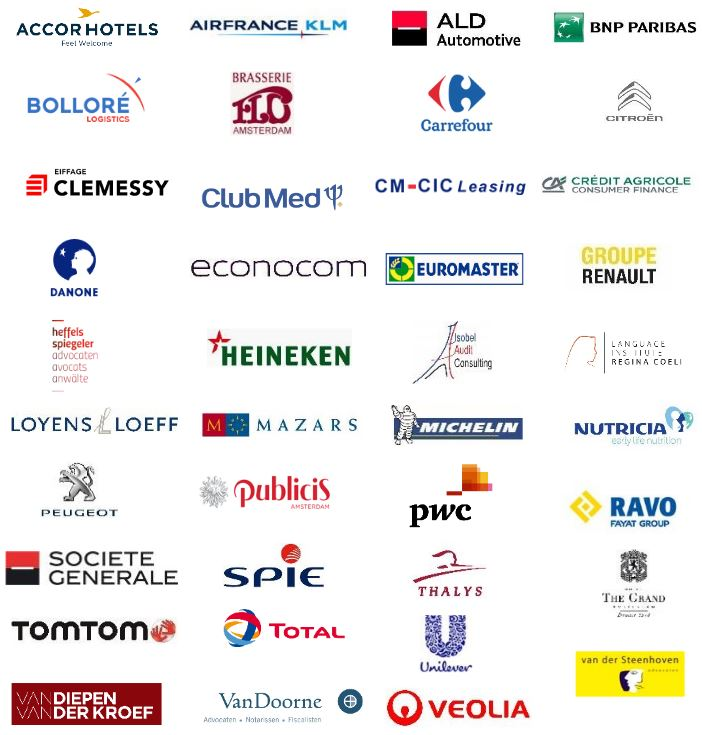 ACCORHOTELS
Feel Welcome
AIRFRANCE KLM
ALD
Automotive
BNP PARIBAS
BOLLORÉ
LOGISTICS
BRASSERIE
FLO
AMSTERDAM
Carrefour
CITROËN
EIFFAGE
CLEMESSY
Club Med
CM-CIC Leasing
CA CRÉDIT AGRICOLE
CONSUMER FINANCE
DANONE
econocom
EUROMASTER
GROUPE
RENAULT
heffels
spiegeler
advocaten
avocats
anwälte
HEINEKEN
Isobel
Audit
Consulting
LANGUAGE
INSTITUTE
REGINA COELI
LOYENS LOEFF
M MAZARS
MICHELIN
NUTRICIA
early life nutrition
PEUGEOT
publicis
AMSTERDAM
pwc
RAVO
FAYAT GROUP
SOCIETE
GENERALE
SPIE
THALYS
THE GRAND
TOMTOM
TOTAL
Unilever
van der Steenhoven
advocaten
VAN DIEPEN
VAN DER KROEF
VanDoorne
Advocaten • Notarissen • Fiscalisten
VEOLIA